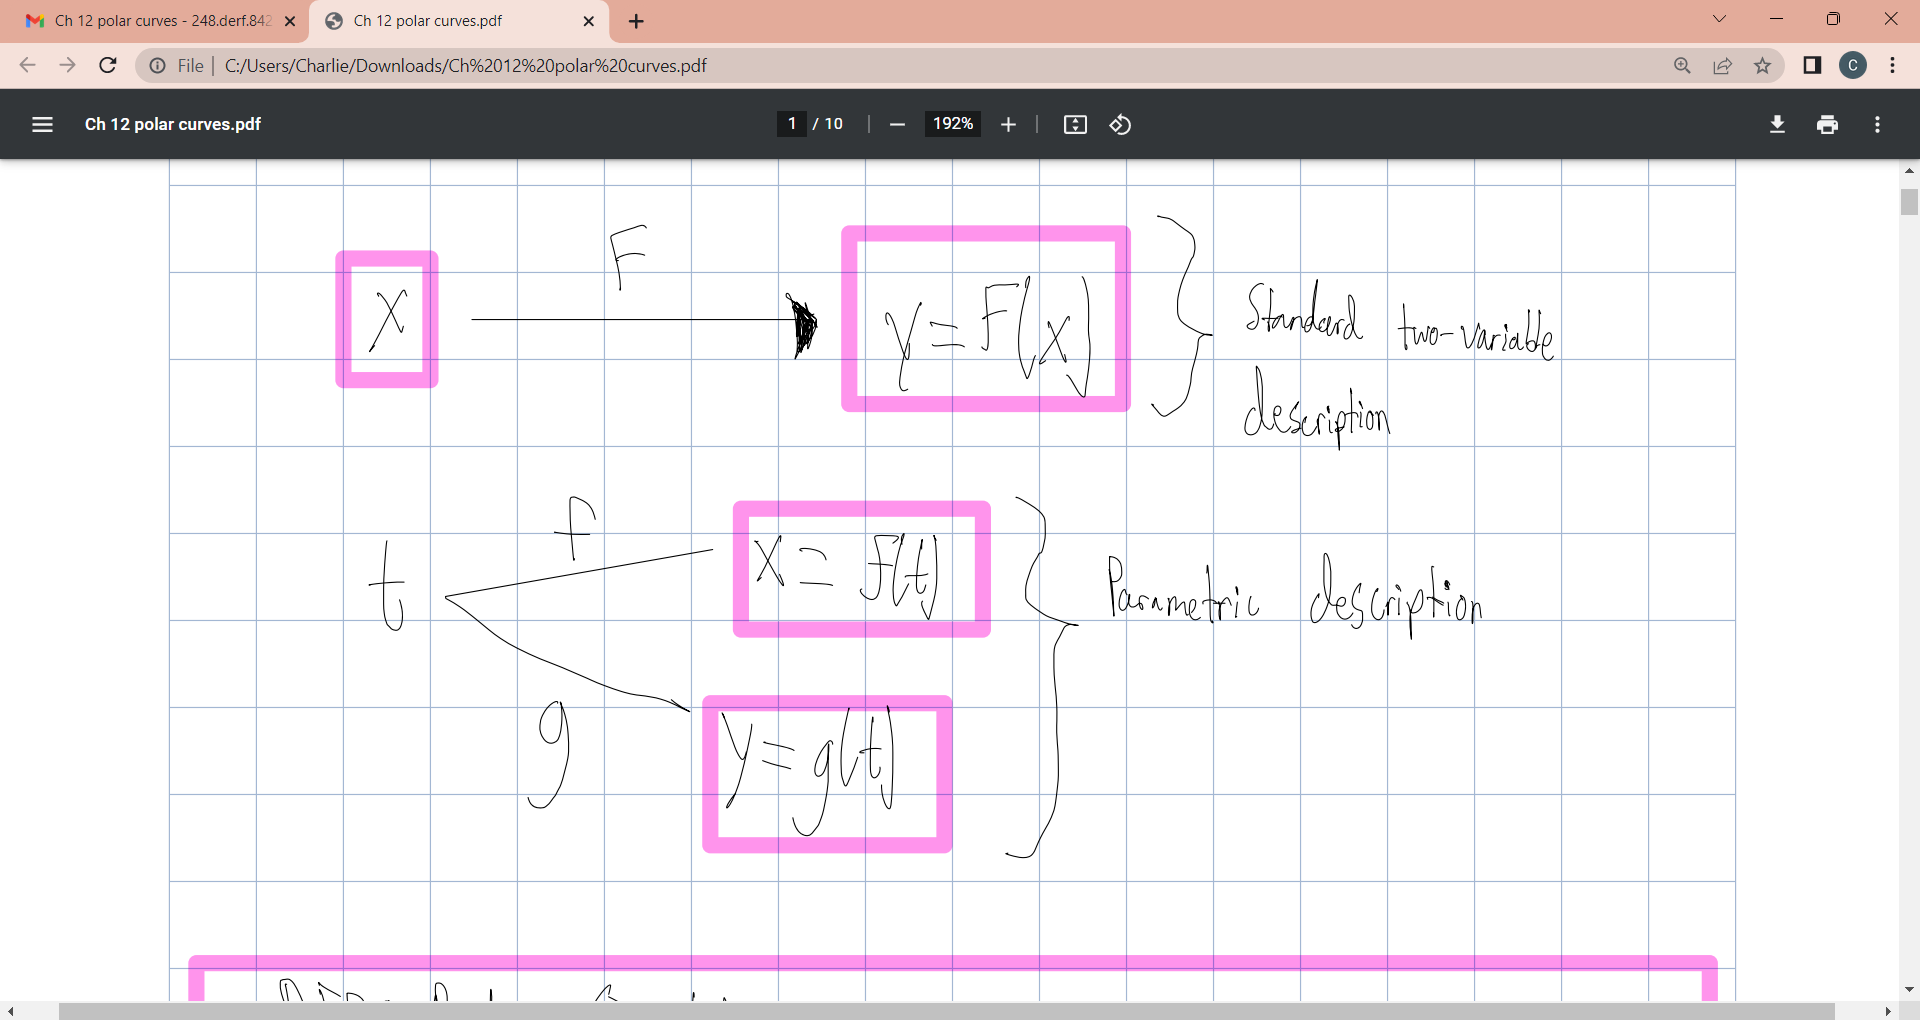 Ch 12 polar curves - 248.derf.842
Ch 12 polar curves.pdf
File | C:/Users/Charlie/Downloads/Ch%2012%20polar%20curves.pdf
C
Ch 12 polar curves.pdf
1 / 10
192%
F
x
y = F(x)
Standard two-variable
description
f
t
x = f(t)
Parametric description
g
y = g(t)